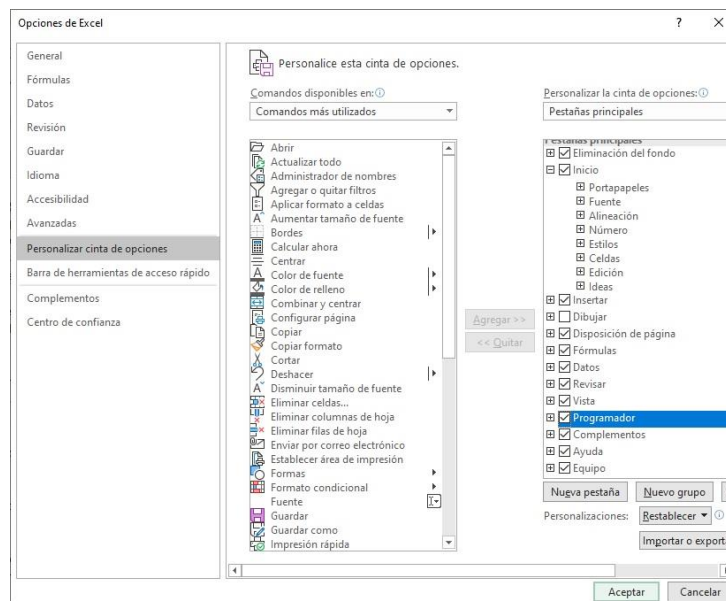 Opciones de Excel
?
General
Fórmulas
Datos
Revisión
Guardar
Idioma
Accesibilidad
Avanzadas
Personalizar cinta de opciones
Barra de herramientas de acceso rápido
Complementos
Centro de confianza
Personalice esta cinta de opciones.
Comandos disponibles en:
Comandos más utilizados
Abrir
Actualizar todo
Administrador de nombres
Agregar o quitar filtros
Aplicar formato a celdas
Aumentar tamaño de fuente
Bordes
Calcular ahora
Centrar
Color de fuente
Color de relleno
Combinar y centrar
Configurar página
Copiar
Copiar formato
Cortar
Deshacer
Disminuir tamaño de fuente
Eliminar celdas...
Eliminar columnas de hoja
Eliminar filas de hoja
Enviar por correo electrónico
Establecer área de impresión
Formas
Formato condicional
Fuente
Guardar
Guardar como
Impresión rápida
Agregar >>
<< Quitar
Personalizar la cinta de opciones:
Pestañas principales
Pestañas principales
Eliminación del fondo
Inicio
Portapapeles
Fuente
Alineación
Número
Estilos
Celdas
Edición
Ideas
Insertar
Dibujar
Disposición de página
Fórmulas
Datos
Revisar
Vista
Programador
Complementos
Ayuda
Equipo
Nueva pestaña
Nuevo grupo
Personalizaciones:
Restablecer
Importar o exporta
Aceptar
Cancelar